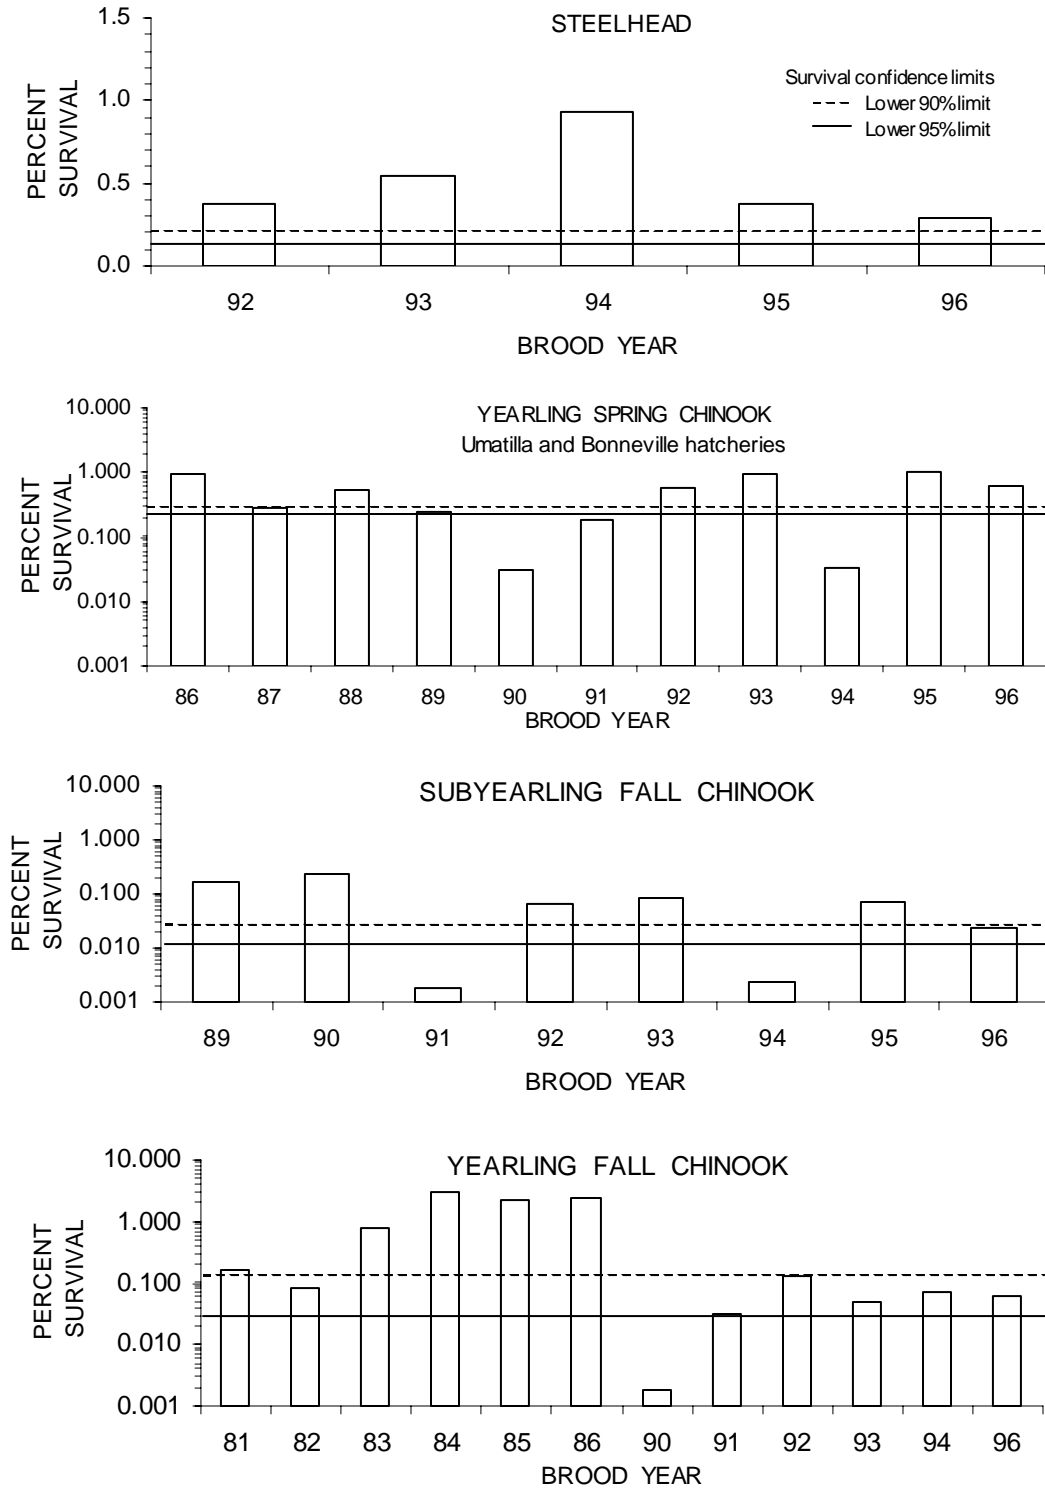 STEELHEAD
Survival confidence limits
Lower 90% limit
Lower 95% limit
PERCENT
SURVIVAL
1.5
1.0
0.5
0.0
92 93 94 95 96
BROOD YEAR
YEARLING SPRING CHINOOK
Umatilla and Bonneville hatcheries
PERCENT
SURVIVAL
10.000
1.000
0.100
0.010
0.001
86 87 88 89 90 91 92 93 94 95 96
BROOD YEAR
SUBYEARLING FALL CHINOOK
PERCENT
SURVIVAL
10.000
1.000
0.100
0.010
0.001
89 90 91 92 93 94 95 96
BROOD YEAR
YEARLING FALL CHINOOK
PERCENT
SURVIVAL
10.000
1.000
0.100
0.010
0.001
81 82 83 84 85 86 90 91 92 93 94 96
BROOD YEAR